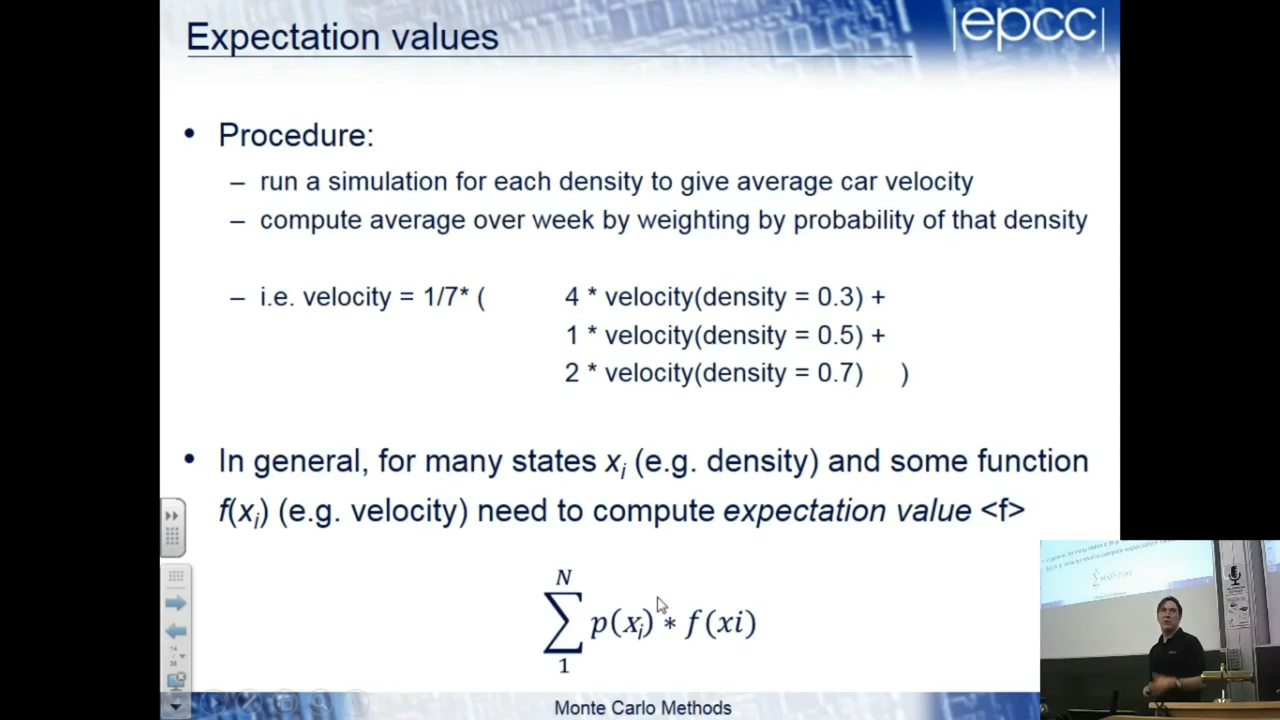 Expectation values
|epcc|
• Procedure:
– run a simulation for each density to give average car velocity
– compute average over week by weighting by probability of that density
– i.e. velocity = 1/7* ( 4 * velocity(density = 0.3) +
1 * velocity(density = 0.5) +
2 * velocity(density = 0.7) )
• In general, for many states xᵢ (e.g. density) and some function
f(xᵢ) (e.g. velocity) need to compute expectation value <f>
N
∑ p(xᵢ) * f(xi)
1
14
38
Monte Carlo Methods